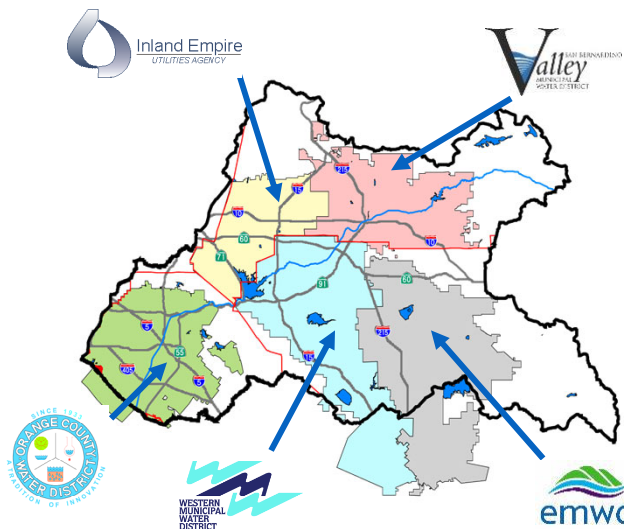 Inland Empire
UTILITIES AGENCY
SAN BERNARDINO
Valley
MUNICIPAL
WATER DISTRICT
215
15
10
60
71
10
60
91
5
55
405
5
15
215
SINCE 1933
ORANGE COUNTY
WATER DISTRICT
A TRADITION OF INNOVATION
WESTERN
MUNICIPAL
WATER
DISTRICT
emwd